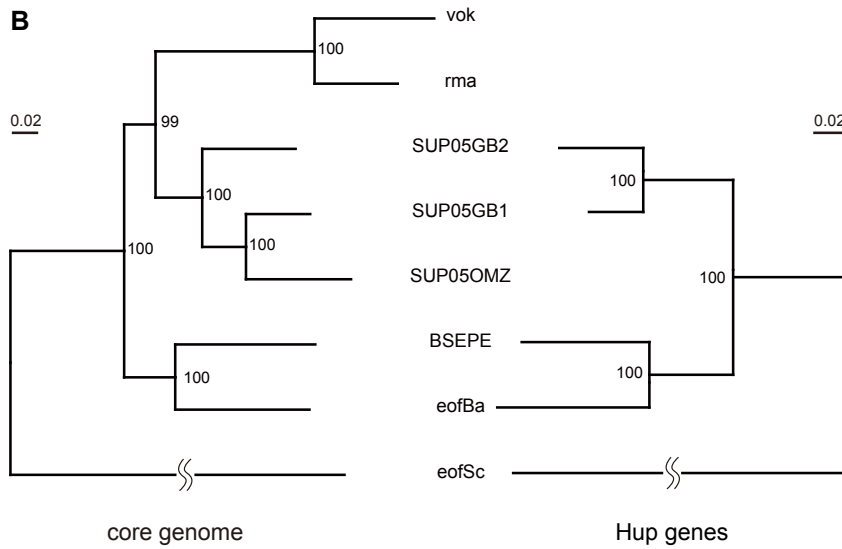 B
vok
100
rma
0.02
0.02
99
SUP05GB2
100
100
SUP05GB1
100
100
100
SUP05OMZ
BSEPE
100
100
eofBa
eofSc
core genome
Hup genes